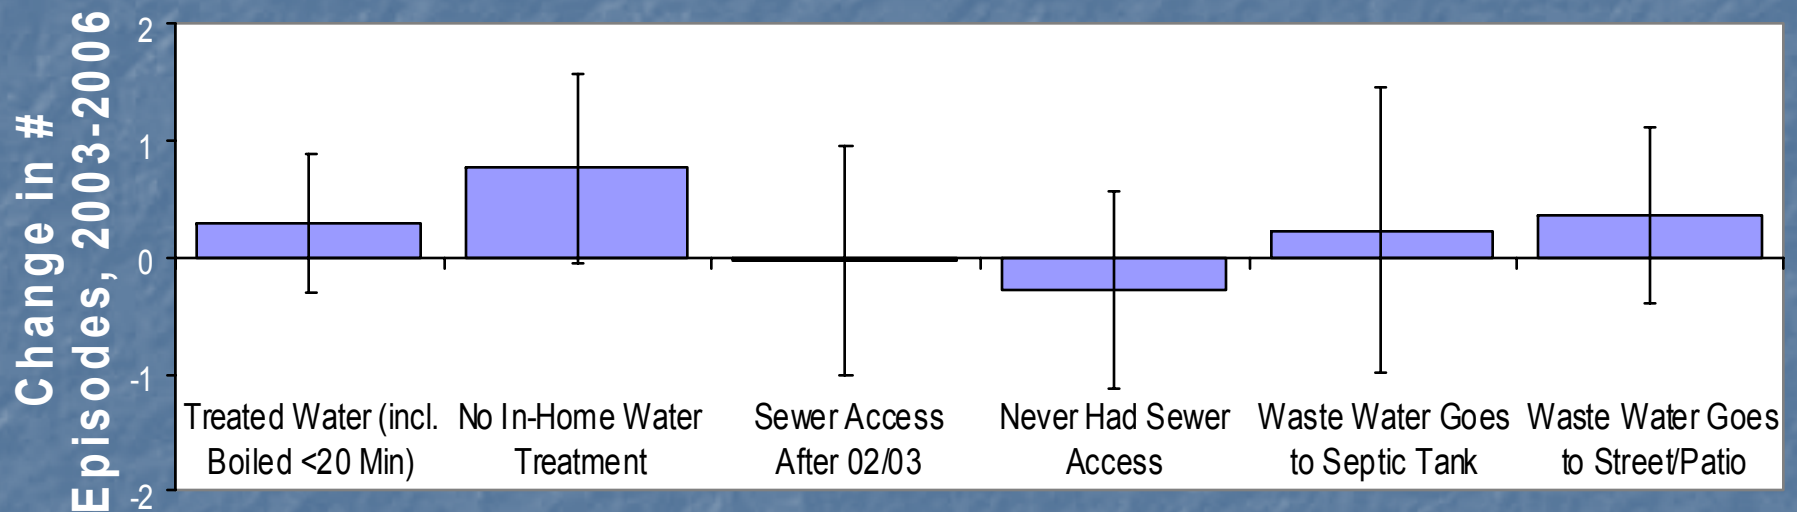 Change in #
Episodes, 2003-2006
2
1
0
-1
-2
Treated Water (incl.
Boiled <20 Min)
No In-Home Water
Treatment
Sewer Access
After 02/03
Never Had Sewer
Access
Waste Water Goes
to Septic Tank
Waste Water Goes
to Street/Patio